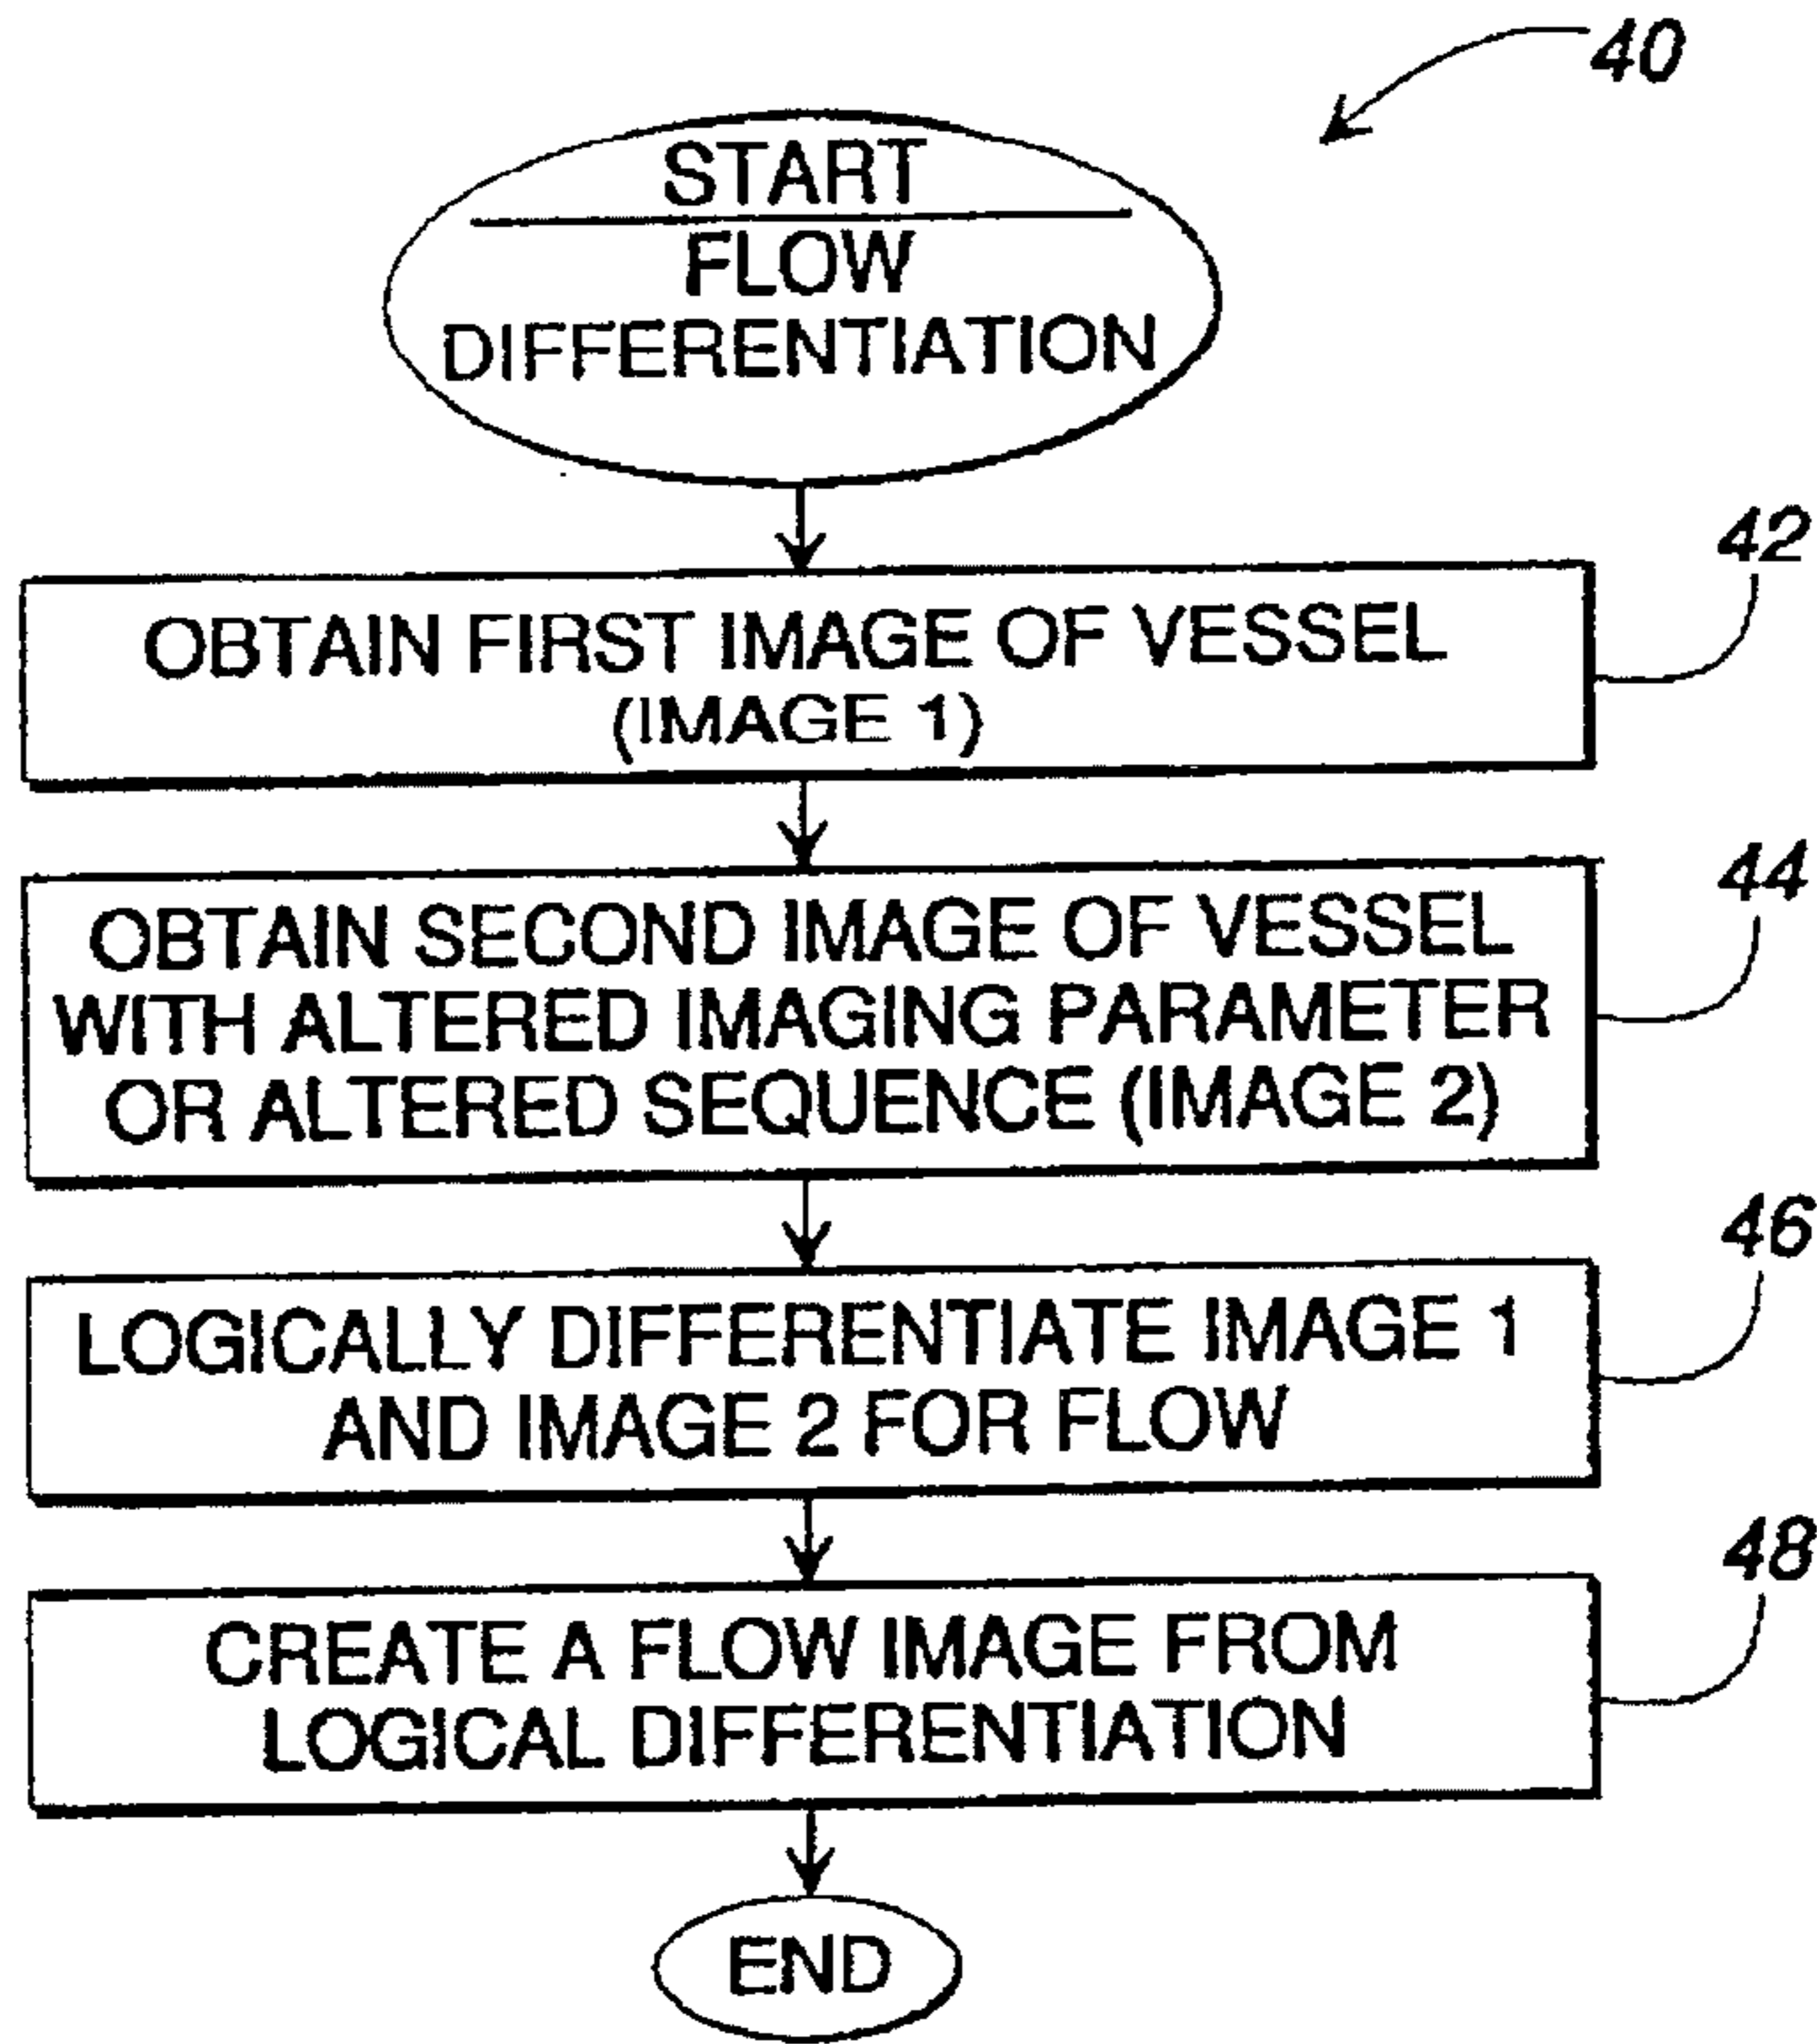 40
START
FLOW
DIFFERENTIATION
42
OBTAIN FIRST IMAGE OF VESSEL
(IMAGE 1)
44
OBTAIN SECOND IMAGE OF VESSEL
WITH ALTERED IMAGING PARAMETER
OR ALTERED SEQUENCE (IMAGE 2)
46
LOGICALLY DIFFERENTIATE IMAGE 1
AND IMAGE 2 FOR FLOW
48
CREATE A FLOW IMAGE FROM
LOGICAL DIFFERENTIATION
END